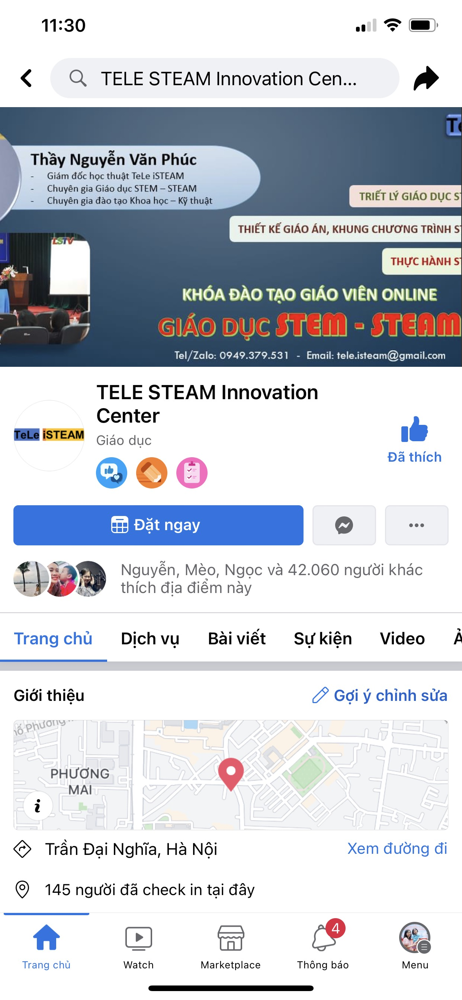 11:30
TELE STEAM Innovation Cen...
Thầy Nguyễn Văn Phúc
- Giám đốc học thuật TeLe iSTEAM
- Chuyên gia Giáo dục STEM – STEAM
- Chuyên gia đào tạo Khoa học – Kỹ thuật
TRIẾT LÝ GIÁO DỤC
THIẾT KẾ GIÁO ÁN, KHUNG CHƯƠNG TRÌNH
THỰC HÀNH
LSTV
KHÓA ĐÀO TẠO GIÁO VIÊN ONLINE
GIÁO DỤC STEM - STEAM
Tel/Zalo: 0949.379.531 - Email: tele.isteam@gmail.com
TeLe iSTEAM
TELE STEAM Innovation
Center
Giáo dục
Đã thích
Đặt ngay
Nguyễn, Mèo, Ngọc và 42.060 người khác
thích địa điểm này
Trang chủ
Dịch vụ
Bài viết
Sự kiện
Video
Giới thiệu
Gợi ý chỉnh sửa
PHƯƠNG
MAI
Trần Đại Nghĩa, Hà Nội
Xem đường đi
145 người đã check in tại đây
4
Trang chủ
Watch
Marketplace
Thông báo
Menu